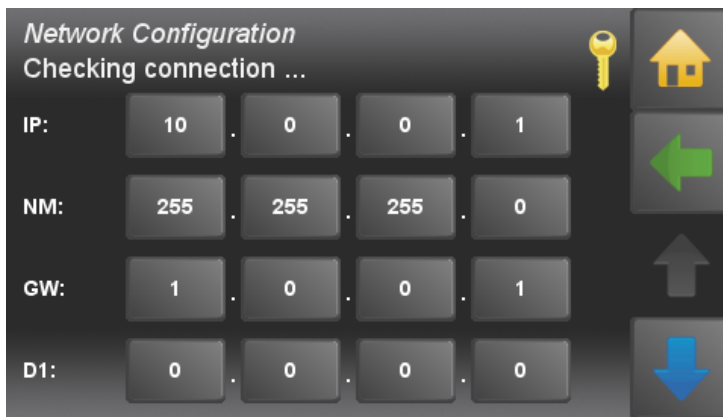 Network Configuration
Checking connection ...
IP: 10 . 0 . 0 . 1
NM: 255 . 255 . 255 . 0
GW: 1 . 0 . 0 . 1
D1: 0 . 0 . 0 . 0